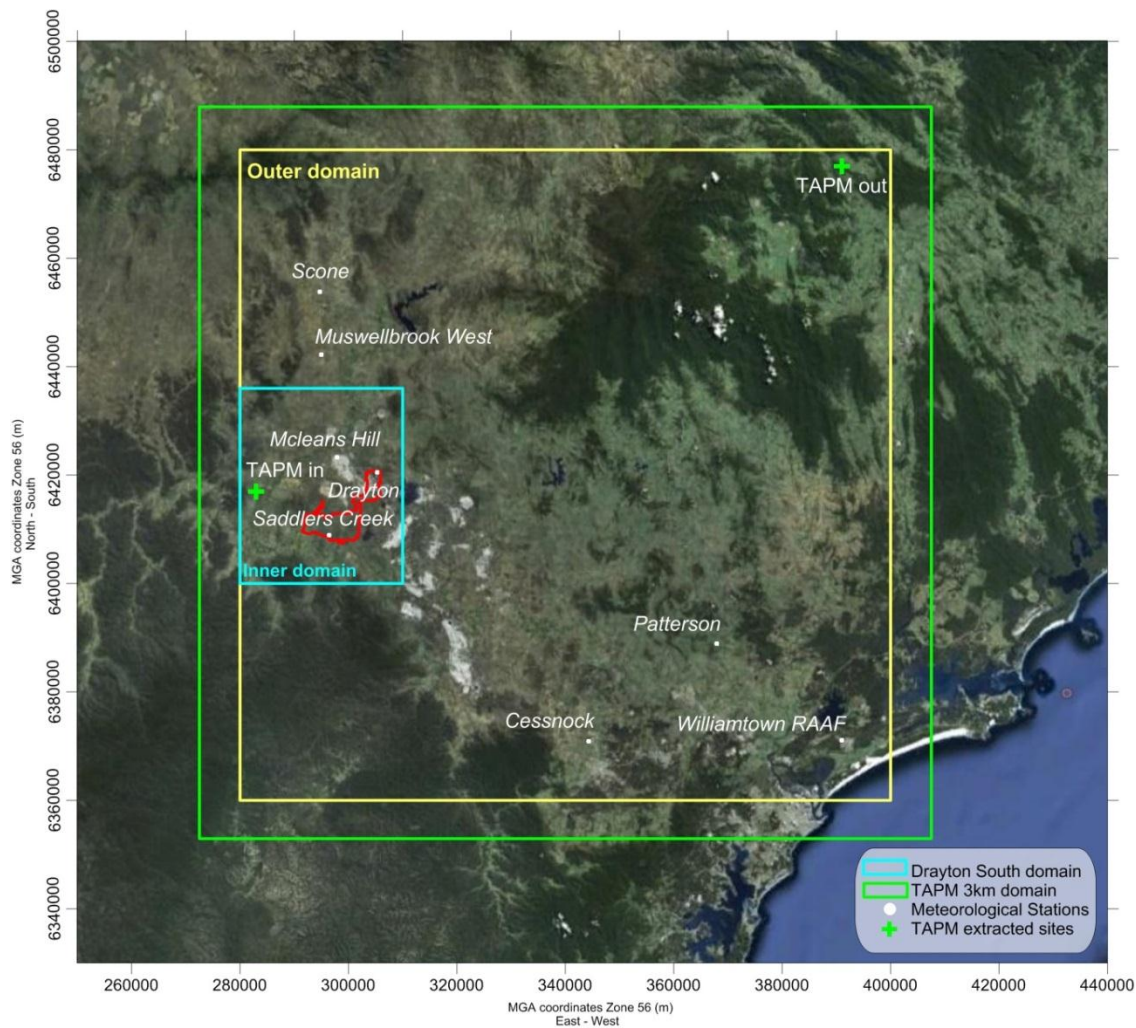 6500000
6480000
6460000
6440000
6420000
6400000
6380000
6360000
6340000
MGA coordinates Zone 56 (m)
North - South
Outer domain
TAPM out
Scone
Muswellbrook West
Mcleans Hill
TAPM in
Drayton
Saddlers Creek
Inner domain
Patterson
Cessnock
Williamtown RAAF
Drayton South domain
TAPM 3km domain
Meteorological Stations
TAPM extracted sites
260000
280000
300000
320000
340000
360000
380000
400000
420000
440000
MGA coordinates Zone 56 (m)
East - West